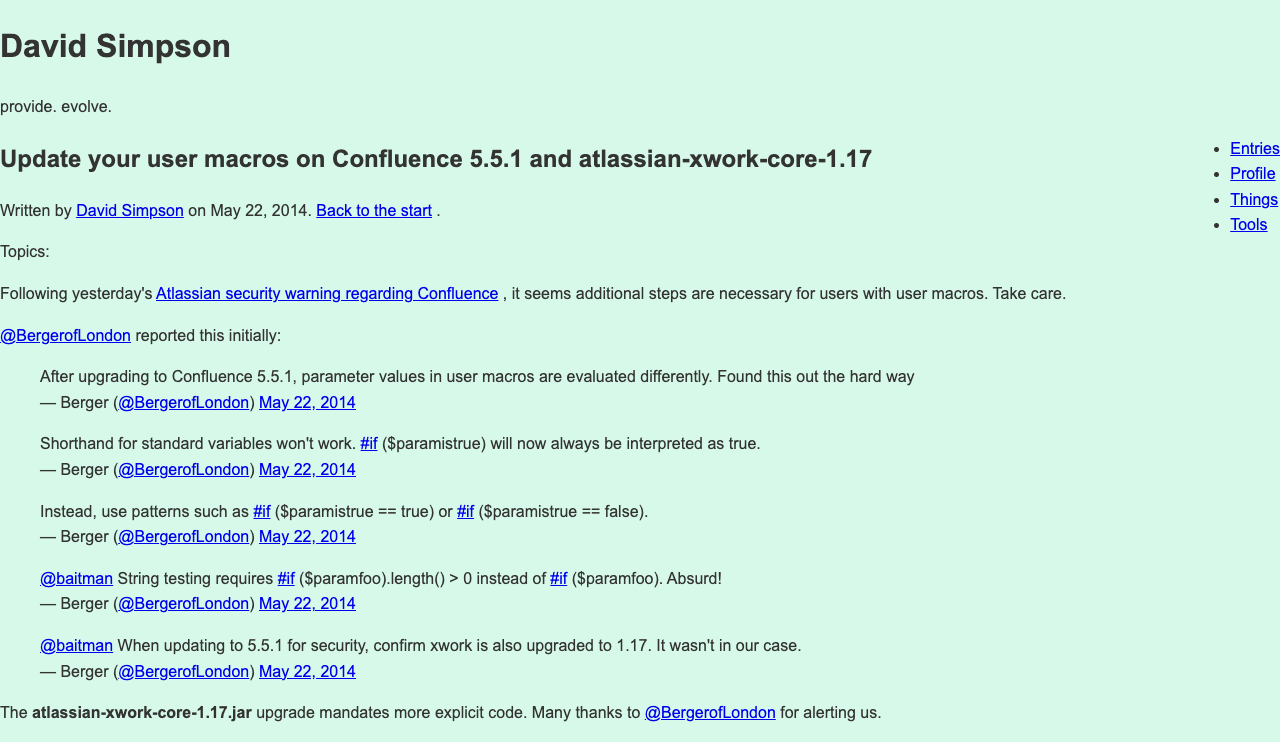 David Simpson
provide. evolve.
Entries
Profile
Things
Tools
Update your user macros on Confluence 5.5.1 and atlassian-xwork-core-1.17
Written by David Simpson on May 22, 2014. Back to the start .
Topics:
Following yesterday's Atlassian security warning regarding Confluence , it seems additional steps are necessary for users with user macros. Take care.
@BergerofLondon reported this initially:
After upgrading to Confluence 5.5.1, parameter values in user macros are evaluated differently. Found this out the hard way
— Berger (@BergerofLondon) May 22, 2014
Shorthand for standard variables won't work. #if ($paramistrue) will now always be interpreted as true.
— Berger (@BergerofLondon) May 22, 2014
Instead, use patterns such as #if ($paramistrue == true) or #if ($paramistrue == false).
— Berger (@BergerofLondon) May 22, 2014
@baitman String testing requires #if ($paramfoo).length() > 0 instead of #if ($paramfoo). Absurd!
— Berger (@BergerofLondon) May 22, 2014
@baitman When updating to 5.5.1 for security, confirm xwork is also upgraded to 1.17. It wasn't in our case.
— Berger (@BergerofLondon) May 22, 2014
The atlassian-xwork-core-1.17.jar upgrade mandates more explicit code. Many thanks to @BergerofLondon for alerting us.